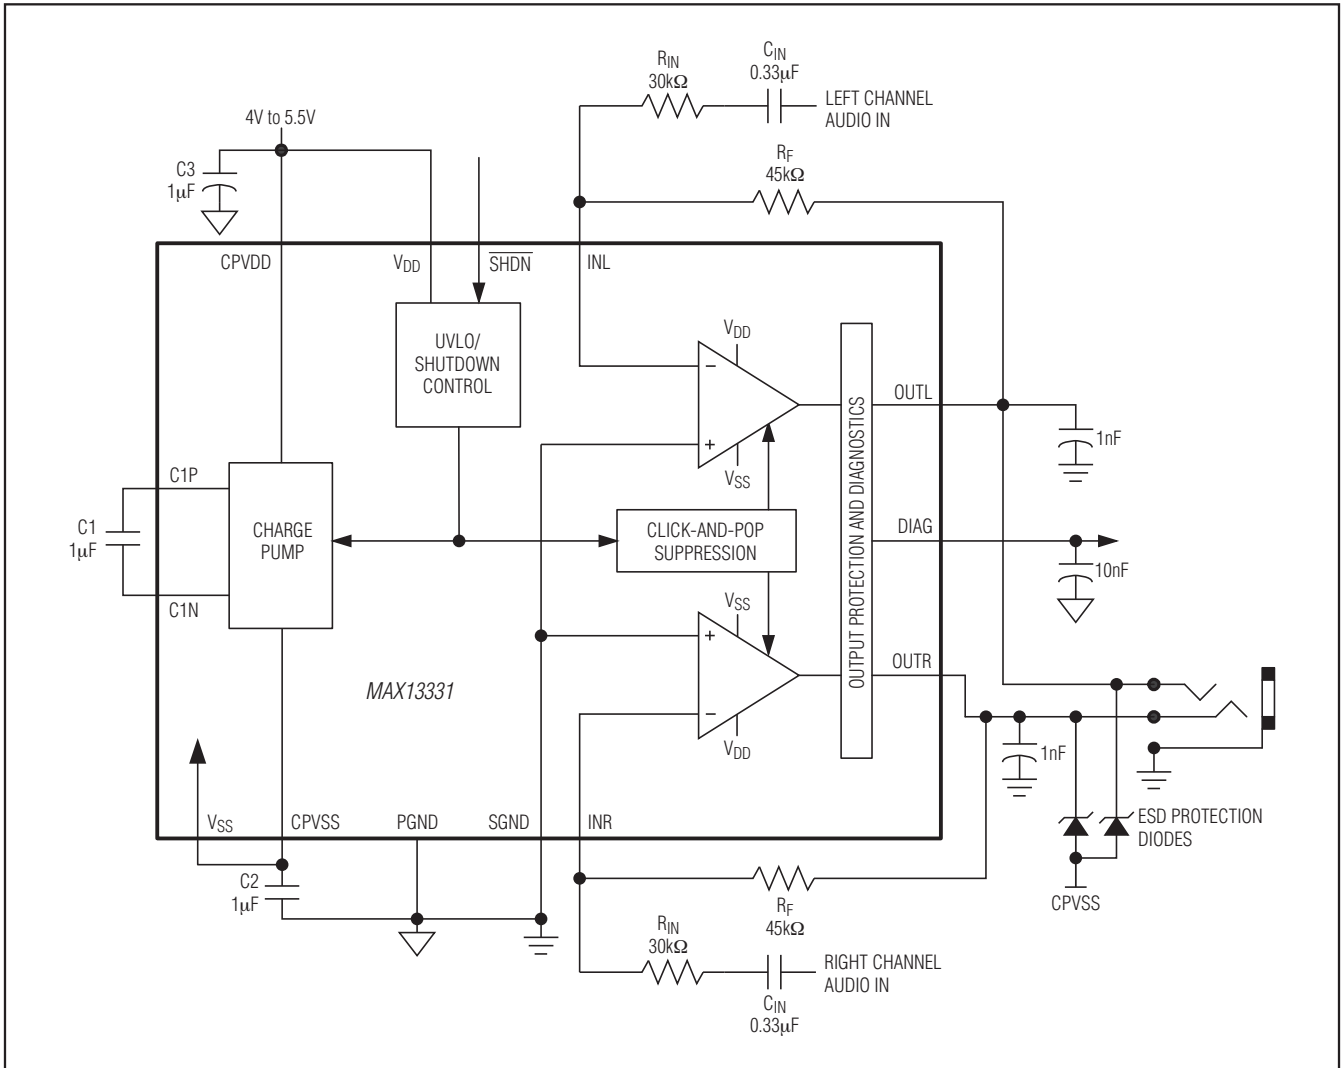 R_IN
30kΩ
C_IN
0.33μF
LEFT CHANNEL
AUDIO IN
4V to 5.5V
C3
1μF
R_F
45kΩ
CPVDD
V_DD
S̅H̅D̅N̅
INL
UVLO/
SHUTDOWN
CONTROL
V_DD
−
+
V_SS
OUTL
1nF
C1P
C1
1μF
C1N
CHARGE
PUMP
CLICK-AND-POP
SUPPRESSION
OUTPUT PROTECTION AND DIAGNOSTICS
DIAG
10nF
V_SS
+
−
V_DD
OUTR
MAX13331
1nF
V_SS
CPVSS
PGND
SGND
INR
ESD PROTECTION
DIODES
CPVSS
C2
1μF
R_F
45kΩ
R_IN
30kΩ
C_IN
0.33μF
RIGHT CHANNEL
AUDIO IN